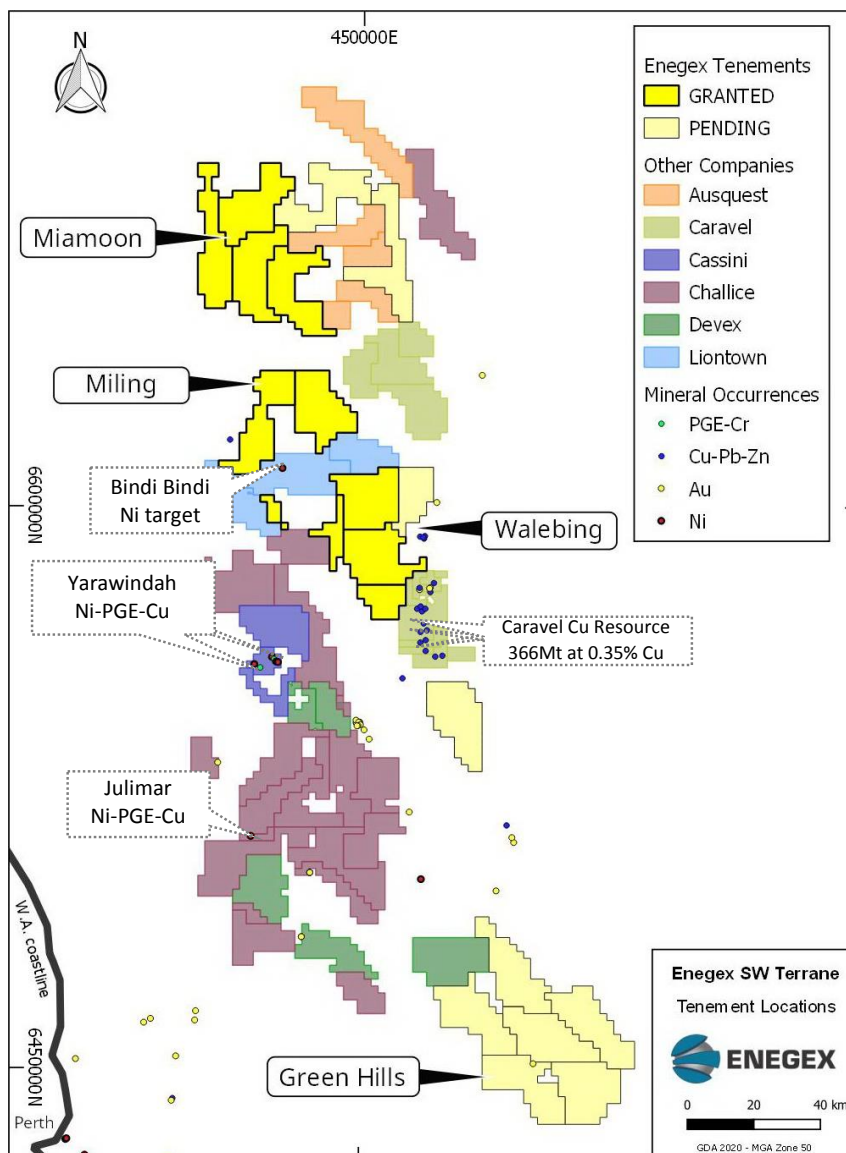 450000E
N
Enegex Tenements
GRANTED
PENDING
Other Companies
Ausquest
Caravel
Cassini
Challice
Devex
Liontown
Mineral Occurrences
PGE-Cr
Cu-Pb-Zn
Au
Ni
Miamoon
Miling
Bindi Bindi
Ni target
6600000N
Walebing
Yarawindah
Ni-PGE-Cu
Caravel Cu Resource
366Mt at 0.35% Cu
Julimar
Ni-PGE-Cu
W.A. coastline
Enegex SW Terrane
Tenement Locations
ENEGEX
6450000N
Green Hills
Perth
0 20 40 km
GDA 2020 - MGA Zone 50